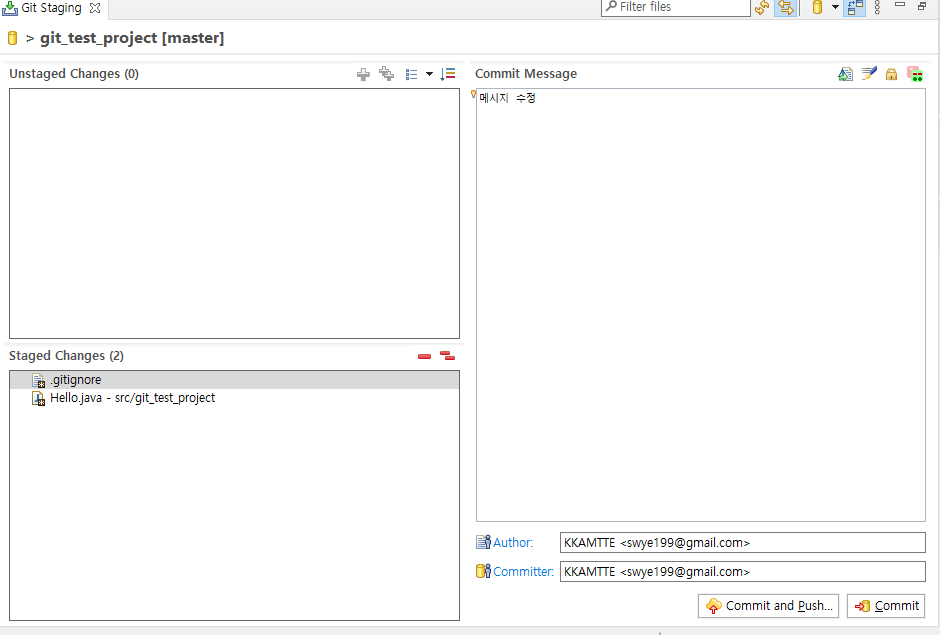 Git Staging
Filter files
> git_test_project [master]
Unstaged Changes (0)
Commit Message
메시지 수정
Staged Changes (2)
.gitignore
Hello.java - src/git_test_project
Author:
KKAMTTE <swye199@gmail.com>
Committer:
KKAMTTE <swye199@gmail.com>
Commit and Push...
Commit